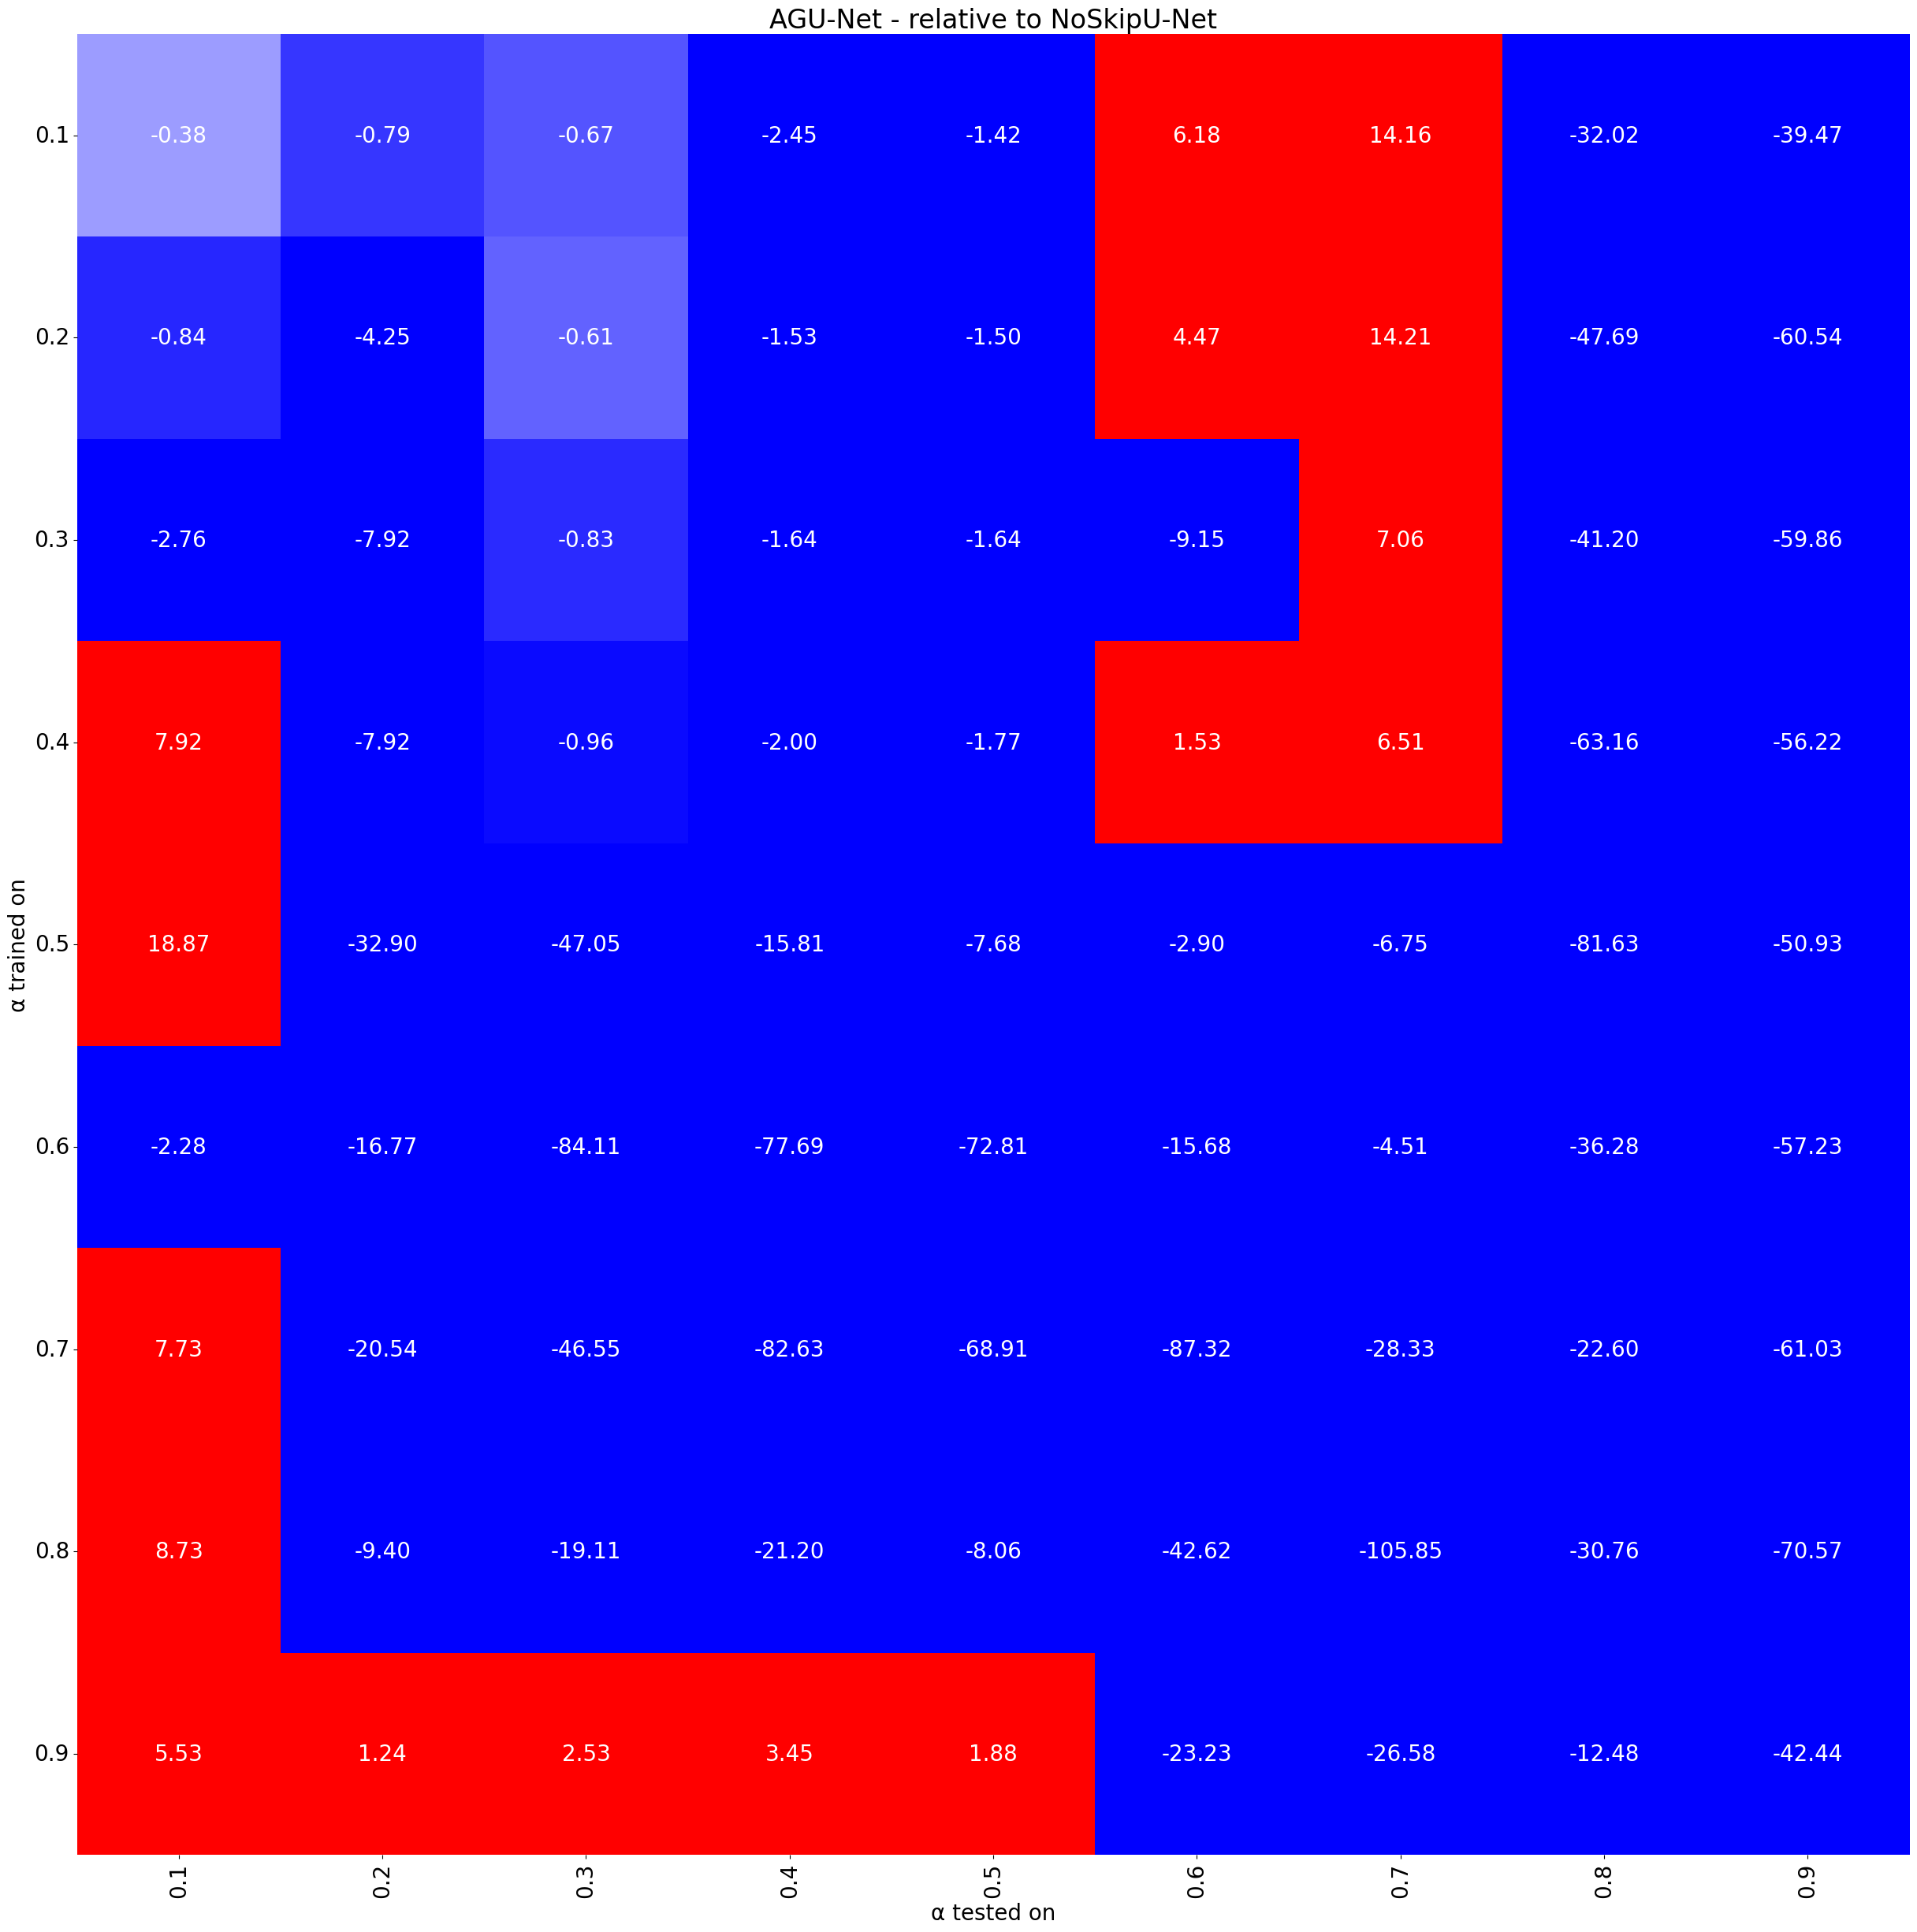 AGU-Net - relative to NoSkipU-Net
α trained on
0.1 -0.38 -0.79 -0.67 -2.45 -1.42 6.18 14.16 -32.02 -39.47
0.2 -0.84 -4.25 -0.61 -1.53 -1.50 4.47 14.21 -47.69 -60.54
0.3 -2.76 -7.92 -0.83 -1.64 -1.64 -9.15 7.06 -41.20 -59.86
0.4 7.92 -7.92 -0.96 -2.00 -1.77 1.53 6.51 -63.16 -56.22
0.5 18.87 -32.90 -47.05 -15.81 -7.68 -2.90 -6.75 -81.63 -50.93
0.6 -2.28 -16.77 -84.11 -77.69 -72.81 -15.68 -4.51 -36.28 -57.23
0.7 7.73 -20.54 -46.55 -82.63 -68.91 -87.32 -28.33 -22.60 -61.03
0.8 8.73 -9.40 -19.11 -21.20 -8.06 -42.62 -105.85 -30.76 -70.57
0.9 5.53 1.24 2.53 3.45 1.88 -23.23 -26.58 -12.48 -42.44
0.1 0.2 0.3 0.4 0.5 0.6 0.7 0.8 0.9
α tested on